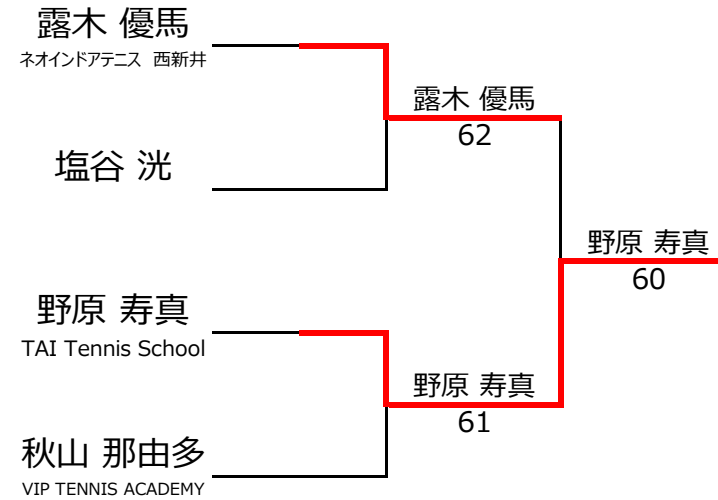 露木 優馬
ネオインドアテニス 西新井
露木 優馬
62
塩谷 洸
野原 寿真
60
野原 寿真
TAI Tennis School
野原 寿真
61
秋山 那由多
VIP TENNIS ACADEMY